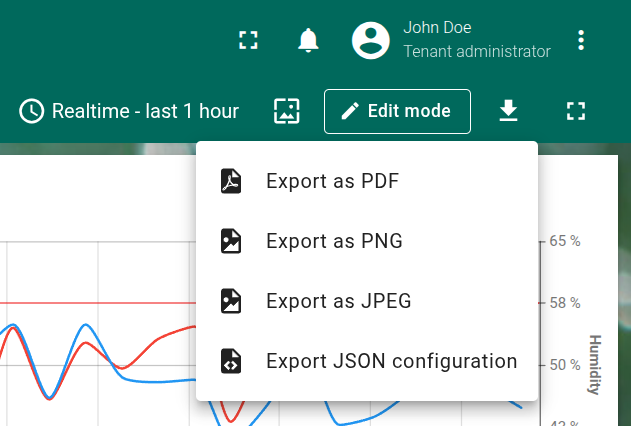 John Doe
Tenant administrator
Realtime - last 1 hour
Edit mode
Export as PDF
Export as PNG
Export as JPEG
Export JSON configuration
65 %
58 %
50 %
42 %
Humidity